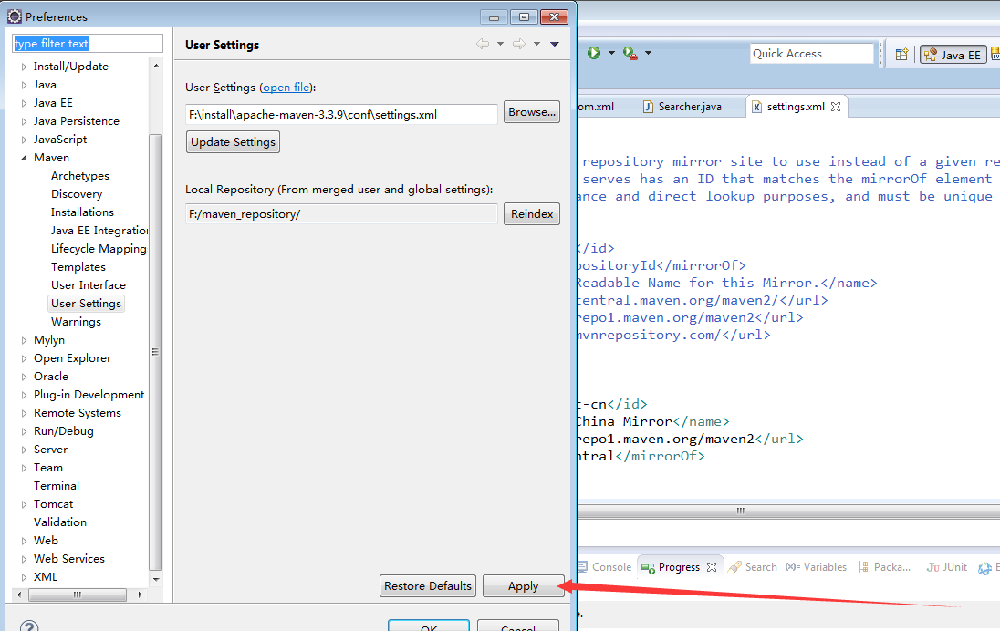 Preferences
type filter text
Install/Update
Java
Java EE
Java Persistence
JavaScript
Maven
Archetypes
Discovery
Installations
Java EE Integration
Lifecycle Mapping
Templates
User Interface
User Settings
Warnings
Mylyn
Open Explorer
Oracle
Plug-in Development
Remote Systems
Run/Debug
Server
Team
Terminal
Tomcat
Validation
Web
Web Services
XML
User Settings
User Settings (open file):
F:\install\apache-maven-3.3.9\conf\settings.xml
Browse...
Update Settings
Local Repository (From merged user and global settings):
F:/maven_repository/
Reindex
Restore Defaults
Apply
OK
Cancel
Quick Access
Java EE
om.xml
Searcher.java
settings.xml
repository mirror site to use instead of a given re
serves has an ID that matches the mirrorOf element
ance and direct lookup purposes, and must be unique
</id>
positoryId</mirrorOf>
Readable Name for this Mirror.</name>
central.maven.org/maven2/</url>
repo1.maven.org/maven2</url>
mvnrepository.com/</url>
c-cn</id>
China Mirror</name>
repo1.maven.org/maven2</url>
ntral</mirrorOf>
Console
Progress
Search
Variables
Packa...
JUnit
e.